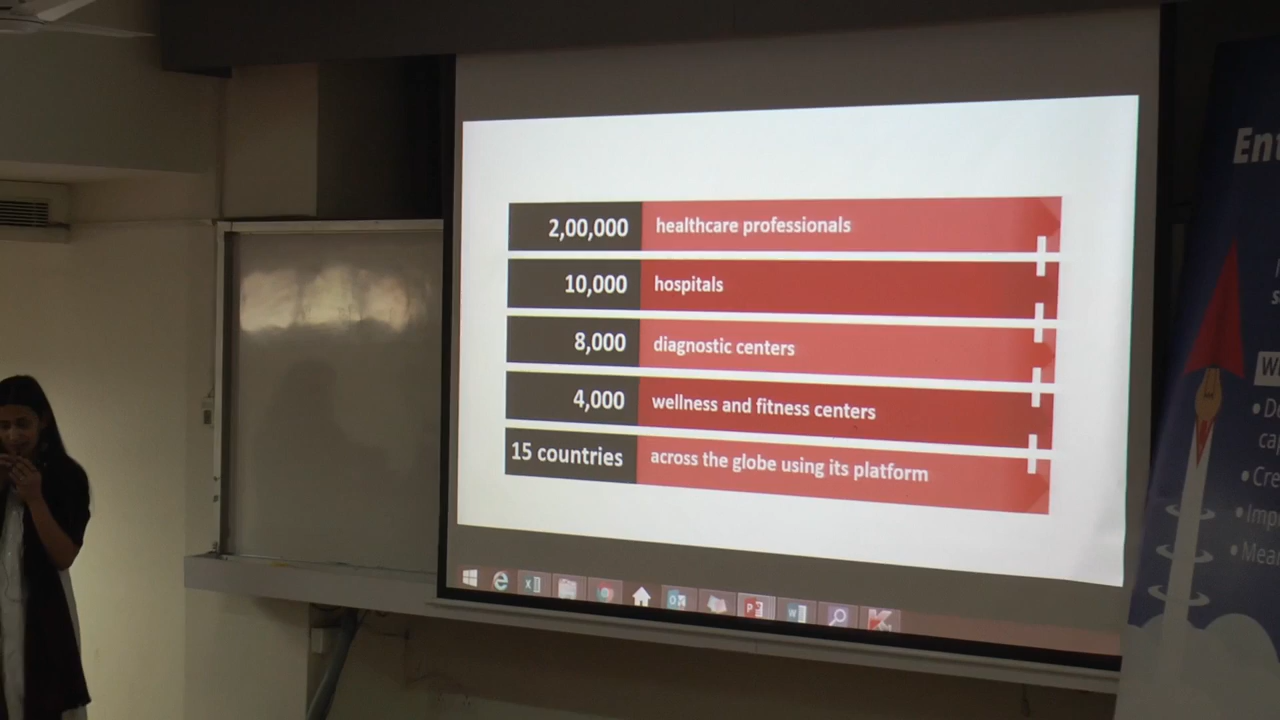 2,00,000 healthcare professionals
10,000 hospitals
8,000 diagnostic centers
4,000 wellness and fitness centers
15 countries across the globe using its platform